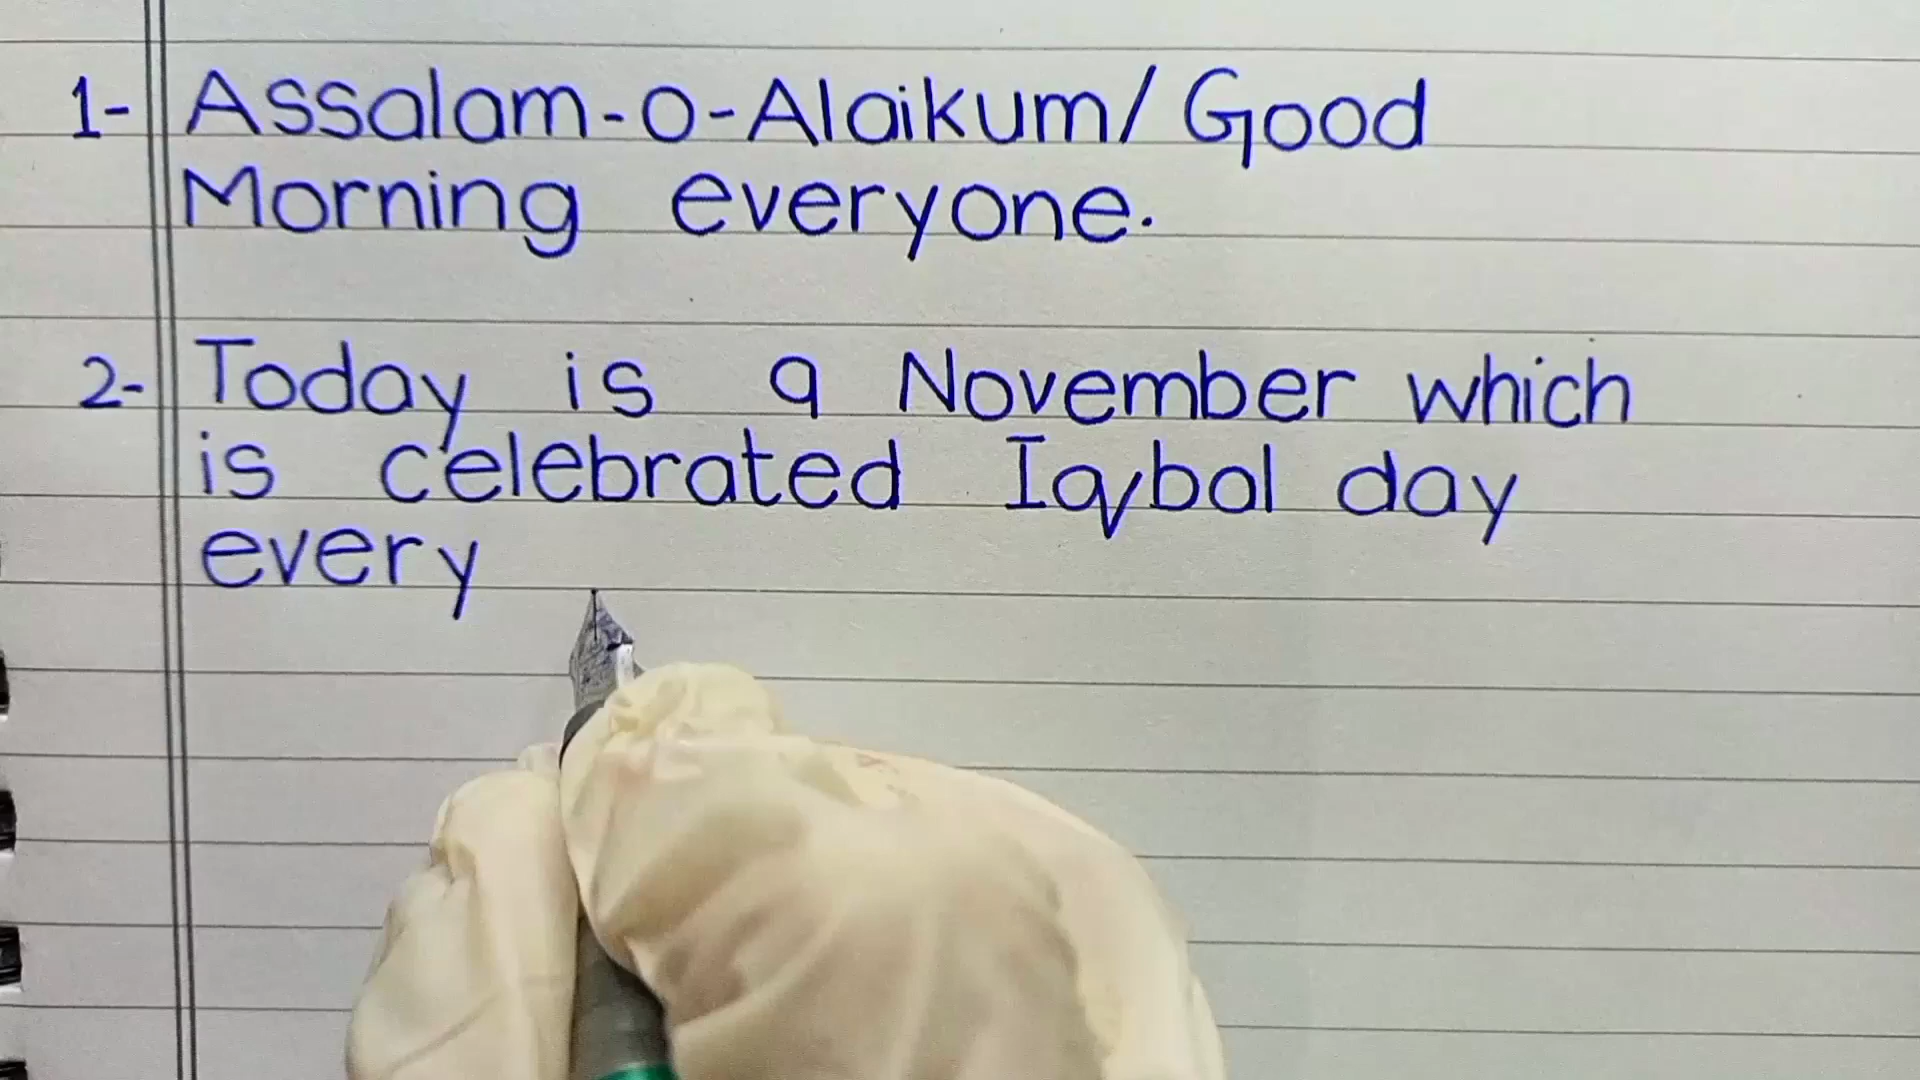 1- Assalam-o-Alaikum/ Good
Morning everyone.
2- Today is 9 November which
is celebrated Iqbal day
every